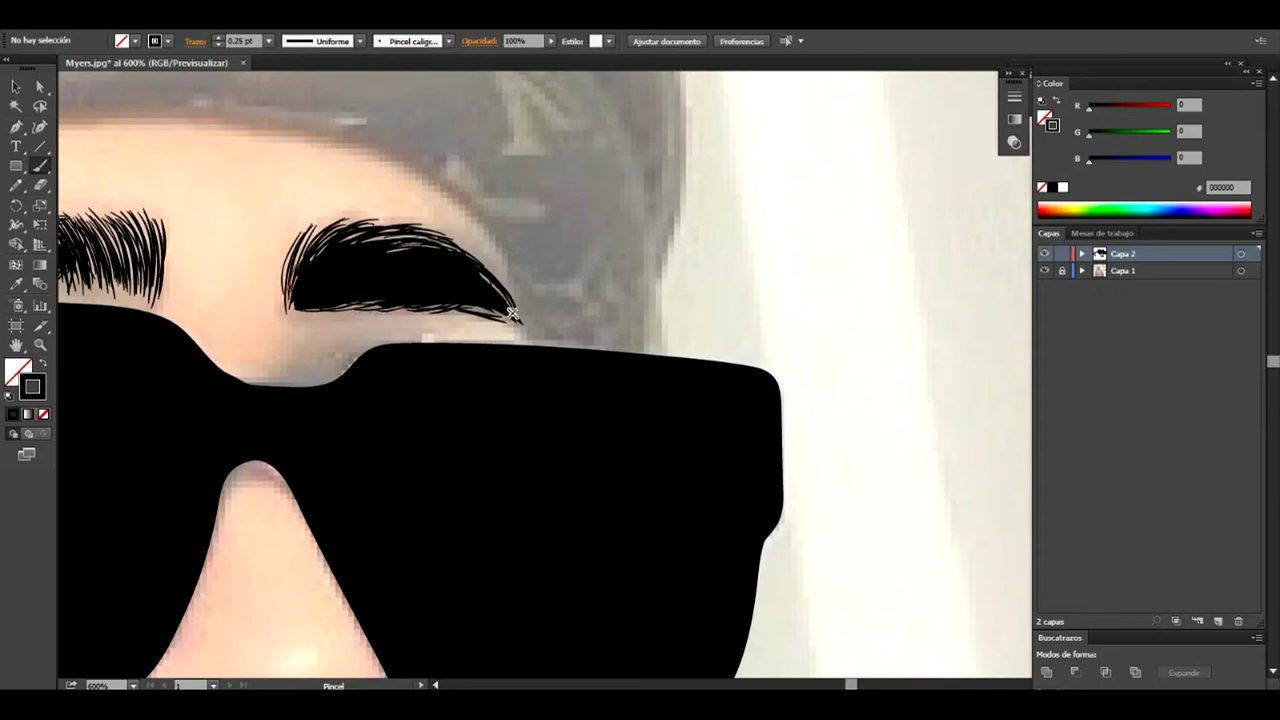 No hay selección
Trazo: 0.25 pt Uniforme Pincel caligr... Opacidad: 100% Estilo: Ajustar documento Preferencias
Myers.jpg* al 600% (RGB/Previsualizar) ×
Color
R 0
G 0
B 0
# 000000
Capas Mesas de trabajo
Capa 2
Capa 1
2 capas
Buscatrazos
Modos de forma:
Expandir
600% 1 Pincel